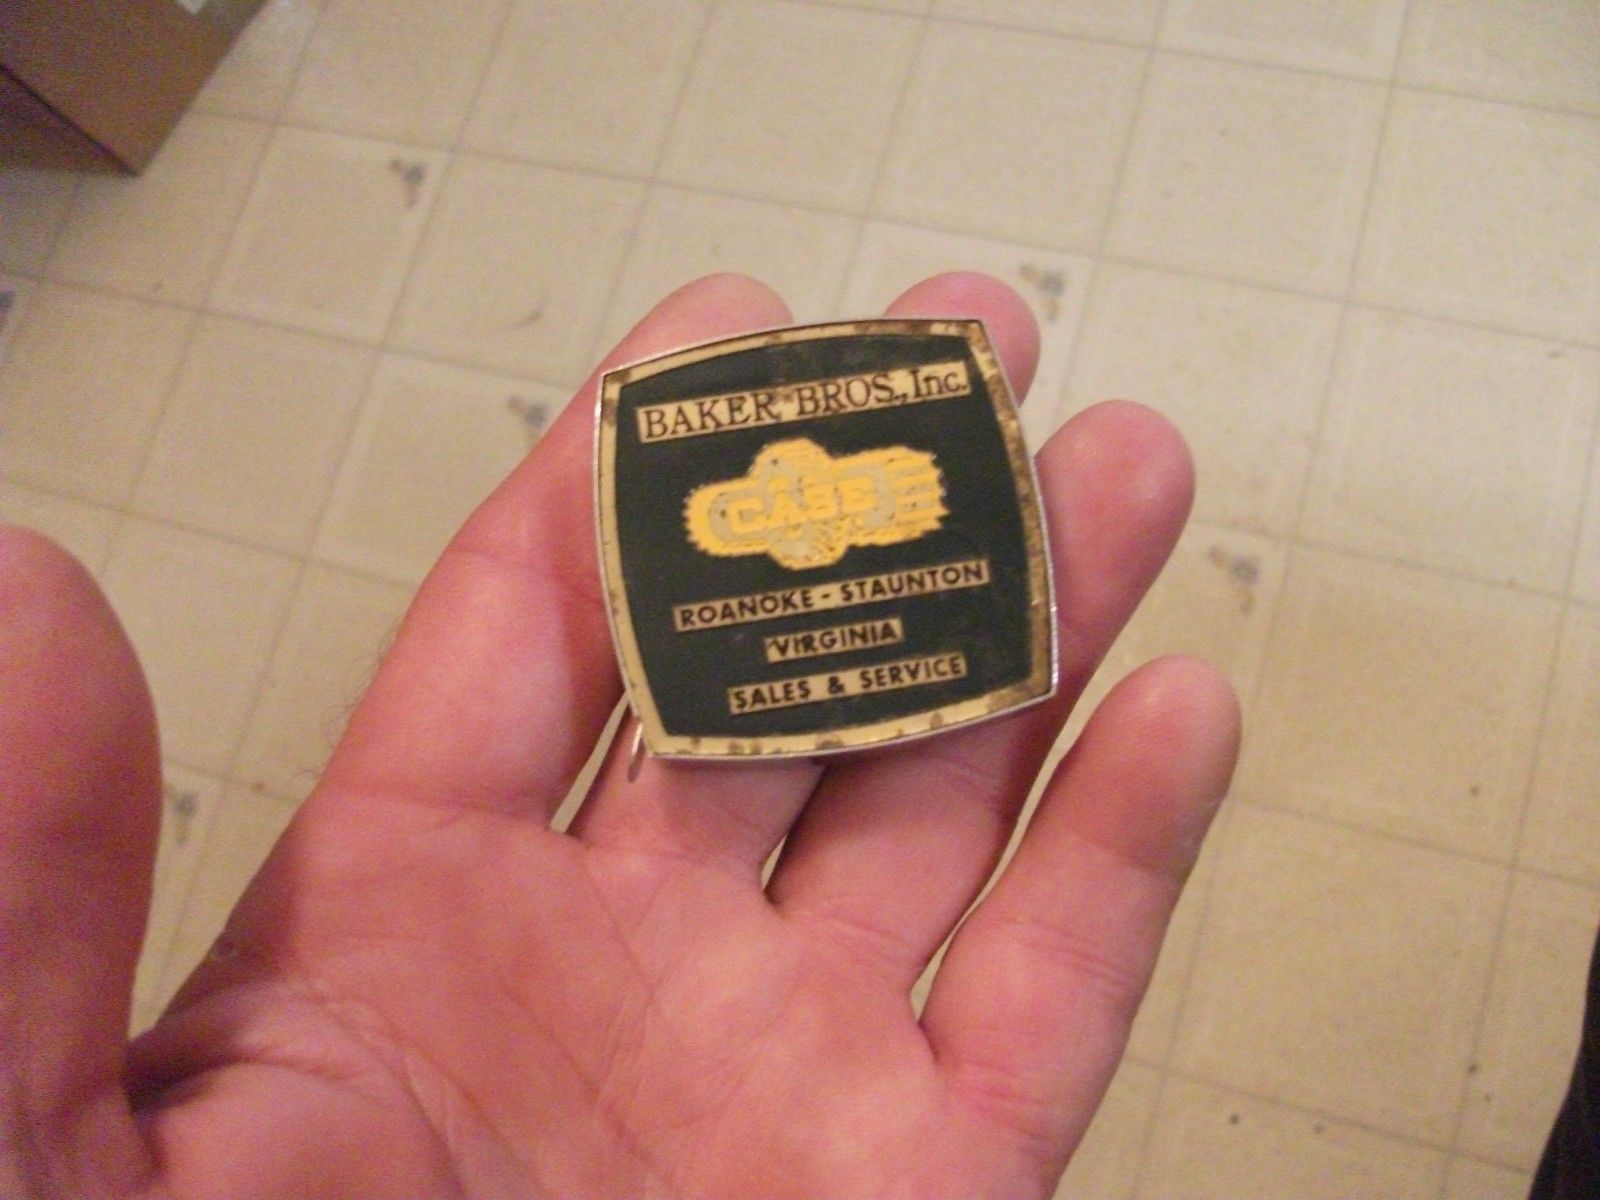 BAKER BROS., Inc.
CASE
ROANOKE - STAUNTON
VIRGINIA
SALES & SERVICE